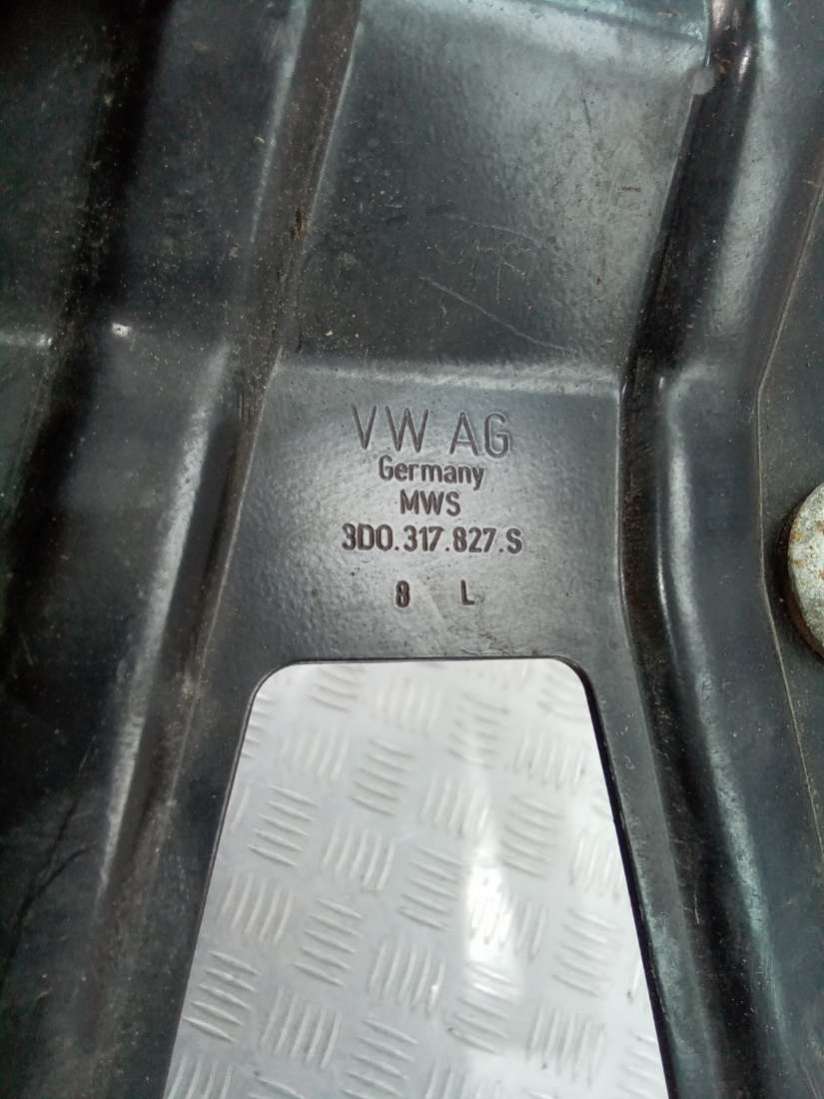 VW AG
Germany
MWS
3D0.317.827.S
8 L